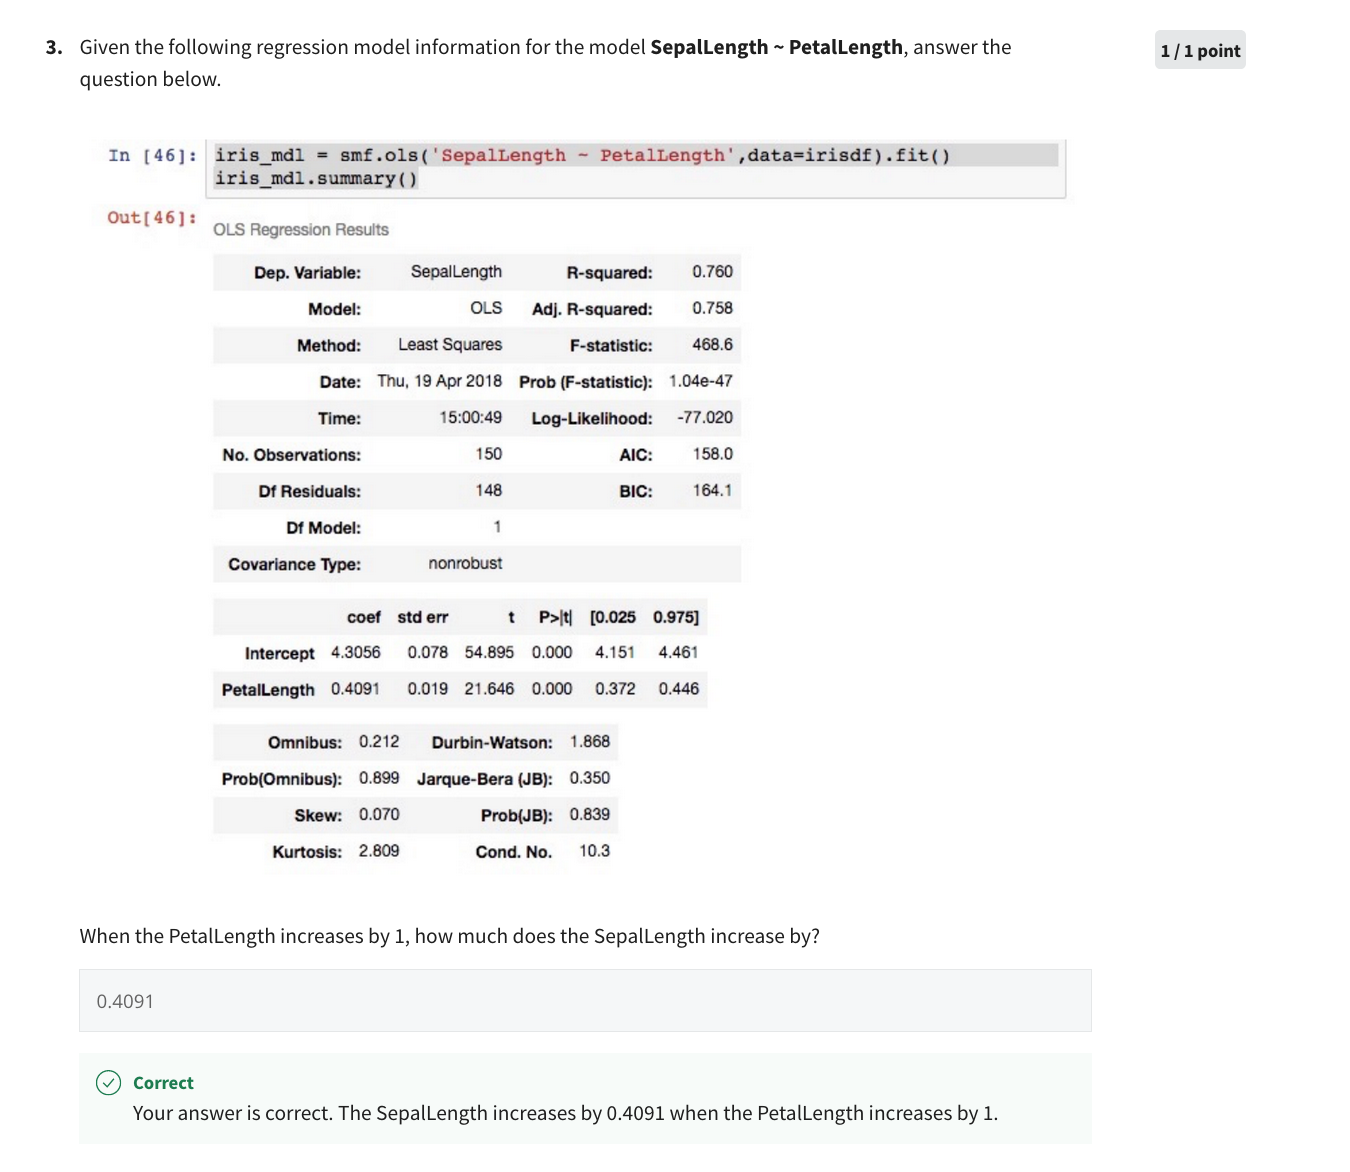 3. Given the following regression model information for the model SepalLength ~ PetalLength, answer the
question below.
1 / 1 point
In [46]: iris_mdl = smf.ols('SepalLength ~ PetalLength',data=irisdf).fit()
iris_mdl.summary()
Out[46]:
OLS Regression Results
Dep. Variable: SepalLength R-squared: 0.760
Model: OLS Adj. R-squared: 0.758
Method: Least Squares F-statistic: 468.6
Date: Thu, 19 Apr 2018 Prob (F-statistic): 1.04e-47
Time: 15:00:49 Log-Likelihood: -77.020
No. Observations: 150 AIC: 158.0
Df Residuals: 148 BIC: 164.1
Df Model: 1
Covariance Type: nonrobust
coef std err t P>|t| [0.025 0.975]
Intercept 4.3056 0.078 54.895 0.000 4.151 4.461
PetalLength 0.4091 0.019 21.646 0.000 0.372 0.446
Omnibus: 0.212 Durbin-Watson: 1.868
Prob(Omnibus): 0.899 Jarque-Bera (JB): 0.350
Skew: 0.070 Prob(JB): 0.839
Kurtosis: 2.809 Cond. No. 10.3
When the PetalLength increases by 1, how much does the SepalLength increase by?
0.4091
Correct
Your answer is correct. The SepalLength increases by 0.4091 when the PetalLength increases by 1.